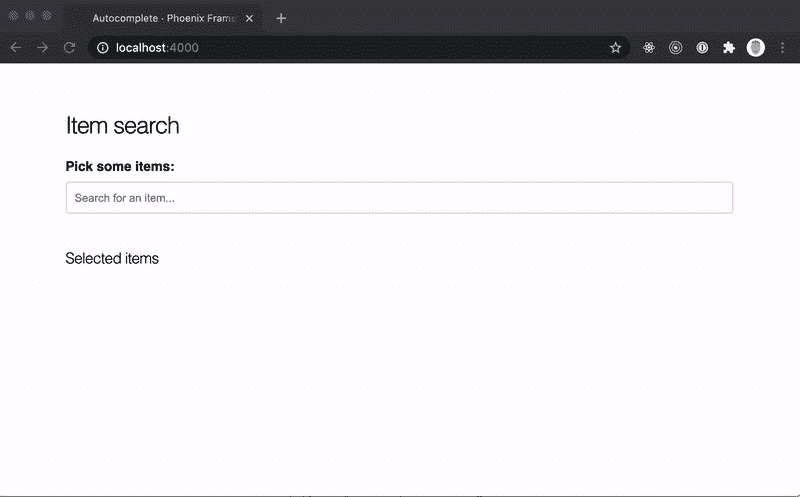 Autocomplete · Phoenix Frame
localhost:4000
Item search
Pick some items:
Search for an item...
Selected items